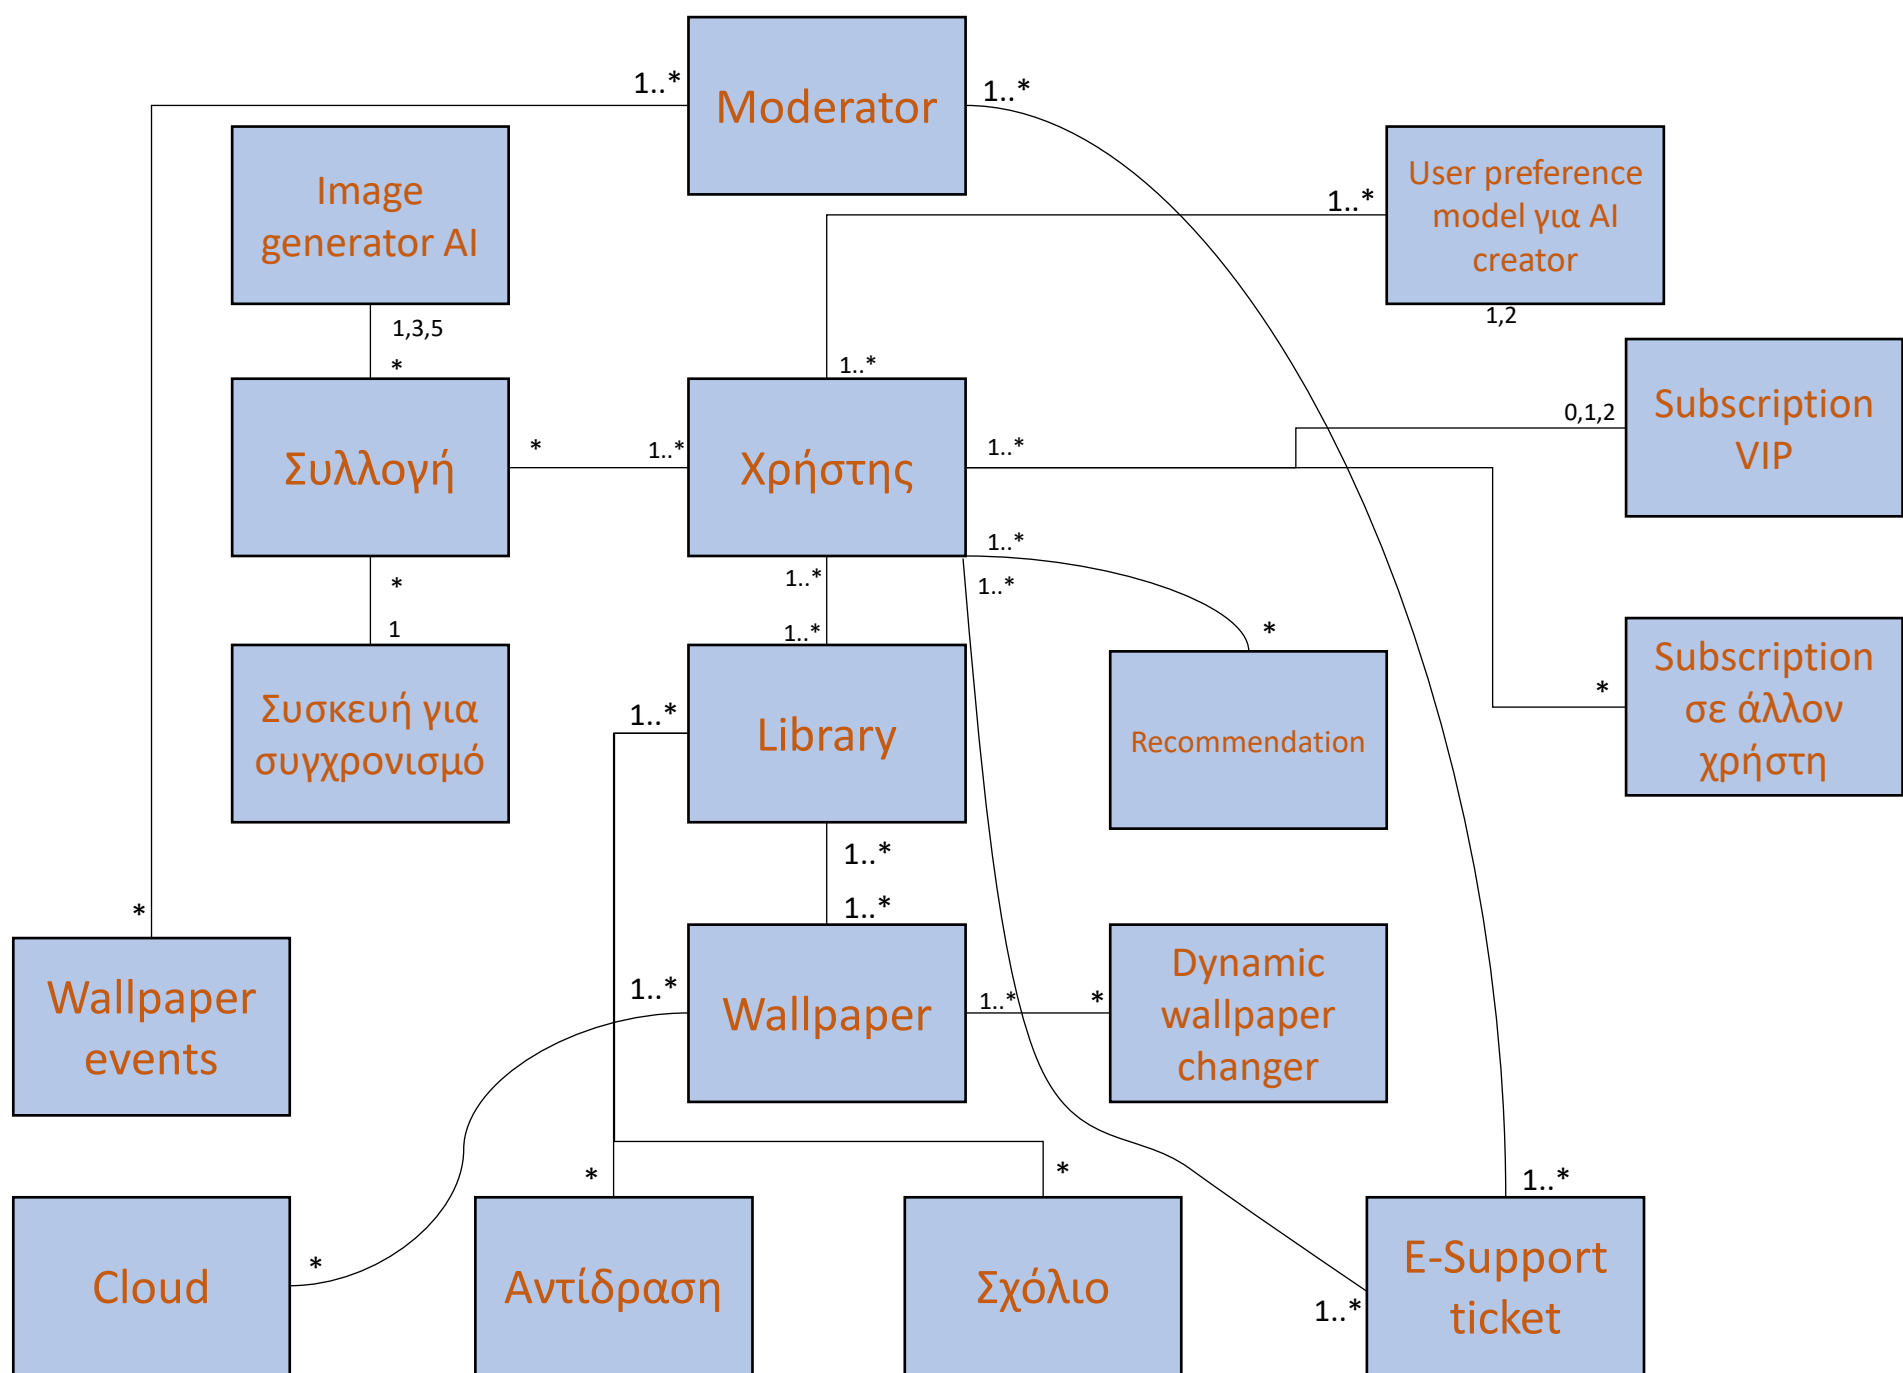 1..*
Moderator
1..*
Image
generator AI
User preference
model για AI
creator
1..*
1,2
1,3,5
*
1..*
Συλλογή
*
1..*
Χρήστης
1..*
0,1,2
Subscription
VIP
*
1
1..*
1..*
1..*
1..*
*
Συσκευή για
συγχρονισμό
1..*
Library
Recommendation
*
Subscription
σε άλλον
χρήστη
1..*
1..*
*
Wallpaper
events
1..*
Wallpaper
1..*
*
Dynamic
wallpaper
changer
*
*
1..*
Cloud
*
Αντίδραση
Σχόλιο
1..*
E-Support
ticket